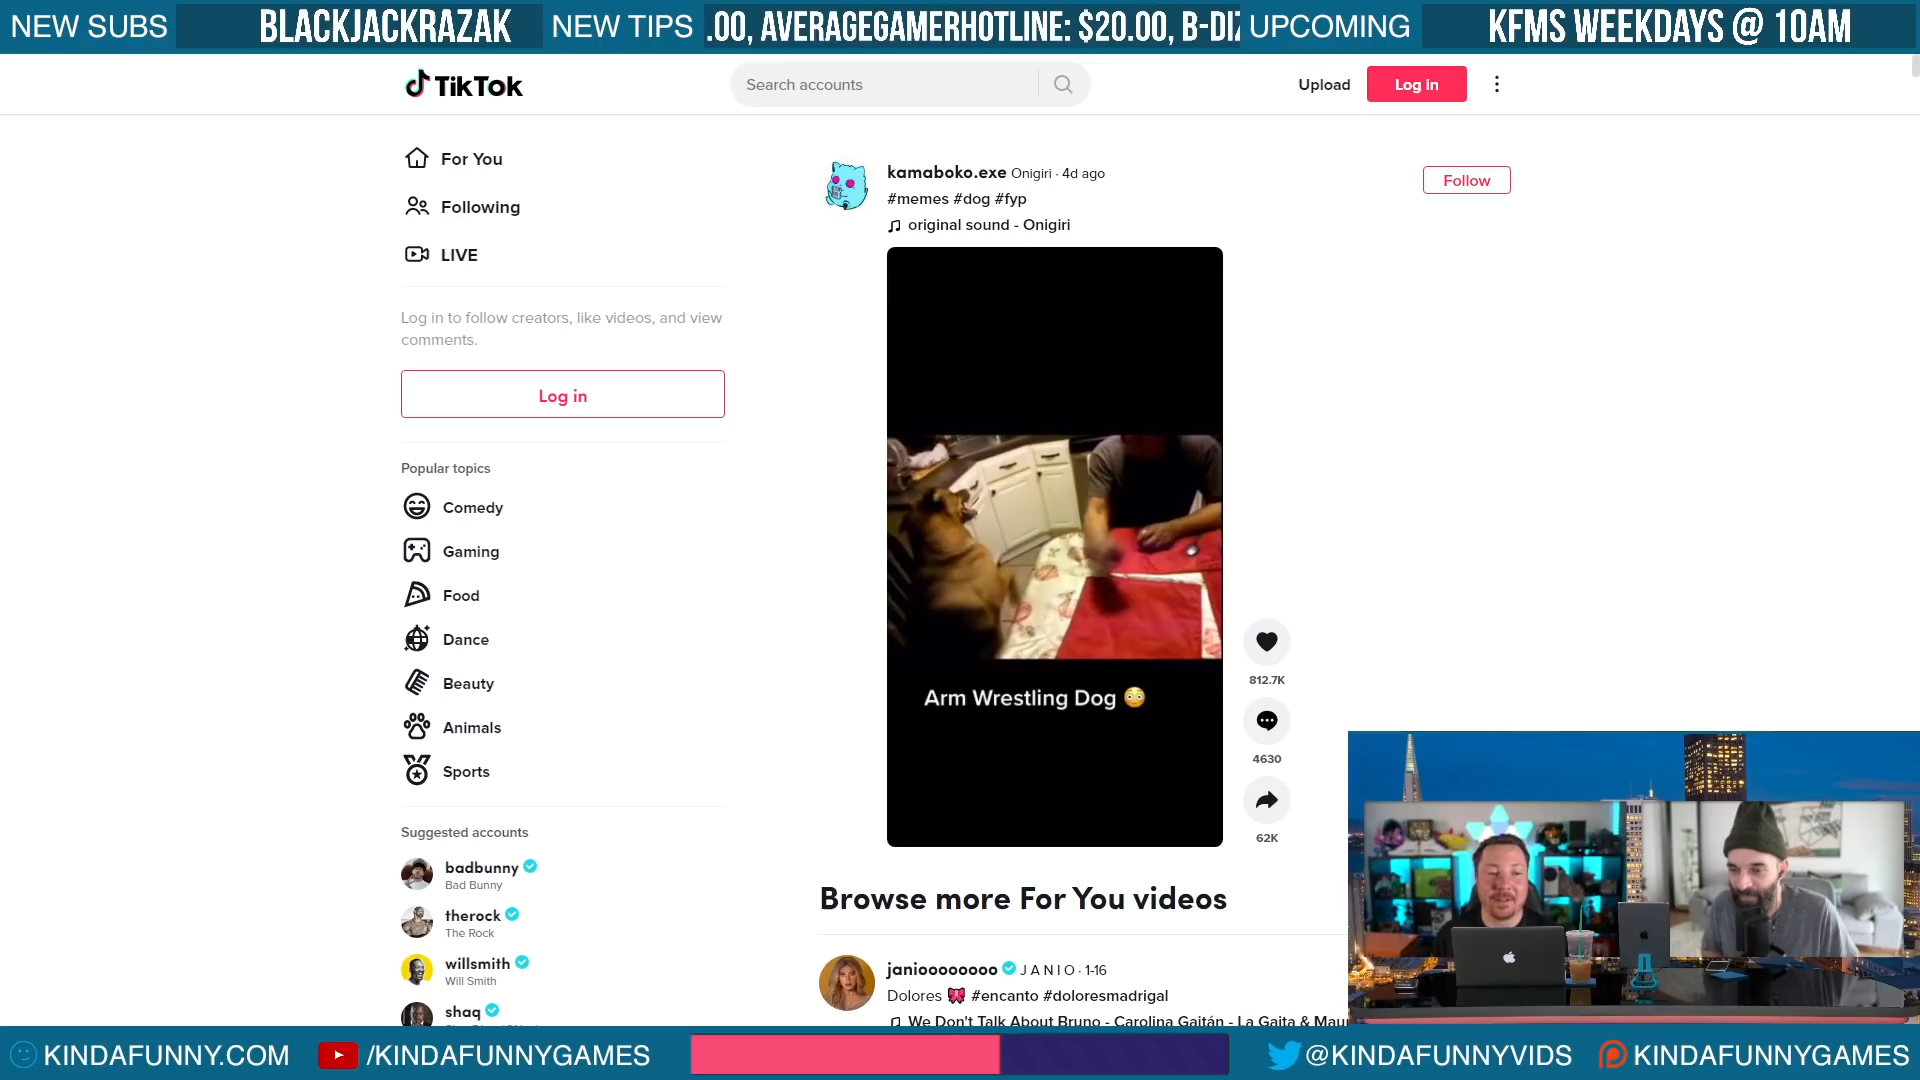 NEW SUBS BLACKJACKRAZAK NEW TIPS .00, AVERAGEGAMERHOTLINE: $20.00, B-DIZ UPCOMING KFMS WEEKDAYS @ 10AM
TikTok
Search accounts
Upload
Log in
For You
Following
LIVE
Log in to follow creators, like videos, and view
comments.
Log in
Popular topics
Comedy
Gaming
Food
Dance
Beauty
Animals
Sports
Suggested accounts
badbunny
Bad Bunny
therock
The Rock
willsmith
Will Smith
shaq
kamaboko.exe Onigiri · 4d ago
#memes #dog #fyp
original sound - Onigiri
Follow
Arm Wrestling Dog 😳
812.7K
4630
62K
Browse more For You videos
janioooooooo J A N I O · 1-16
Dolores 🎀 #encanto #doloresmadrigal
We Don't Talk About Bruno - Carolina Gaitán - La Gaita & Mau
KINDAFUNNY.COM /KINDAFUNNYGAMES @KINDAFUNNYVIDS KINDAFUNNYGAMES